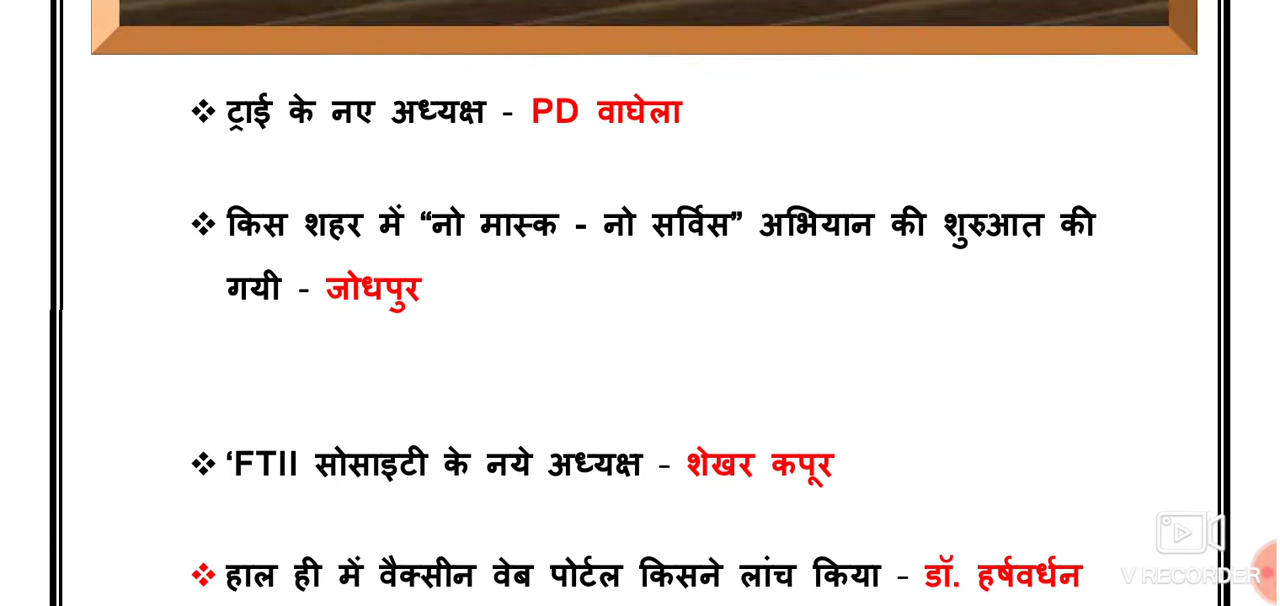 ❖ ट्राई के नए अध्यक्ष - PD वाघेला
❖ किस शहर में “नो मास्क - नो सर्विस” अभियान की शुरुआत की
गयी - जोधपुर
❖ ‘FTII सोसाइटी के नये अध्यक्ष - शेखर कपूर
❖ हाल ही में वैक्सीन वेब पोर्टल किसने लांच किया - डॉ. हर्षवर्धन
V RECORDER